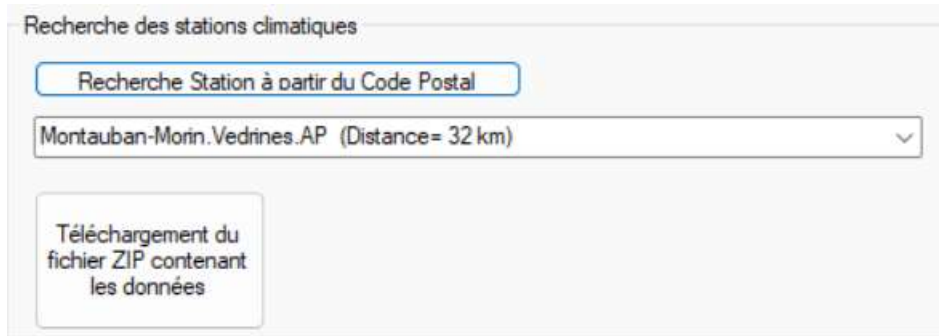 Recherche des stations climatiques
Recherche Station à partir du Code Postal
Montauban-Morin.Vedrines.AP (Distance= 32 km)
Téléchargement du
fichier ZIP contenant
les données